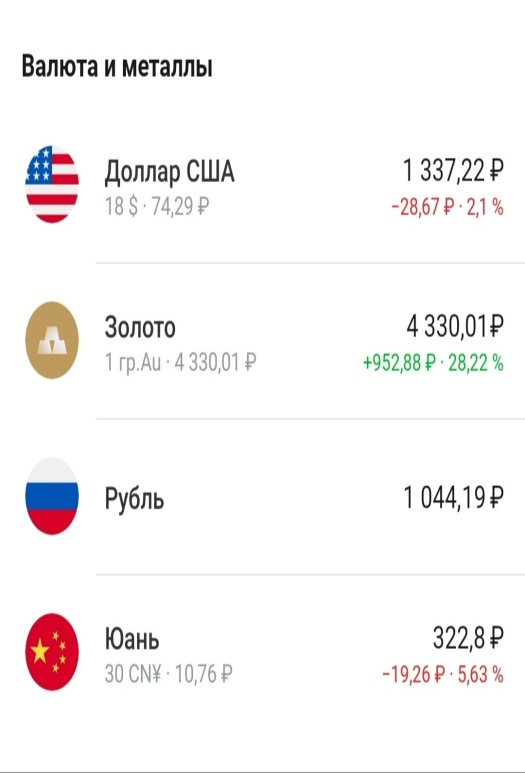 Валюта и металлы
Доллар США
1 337,22 ₽
18 $ · 74,29 ₽
−28,67 ₽ · 2,1 %
Золото
4 330,01₽
1 гр.Au · 4 330,01 ₽
+952,88 ₽ · 28,22 %
Рубль
1 044,19 ₽
Юань
322,8 ₽
30 CN¥ · 10,76 ₽
−19,26 ₽ · 5,63 %